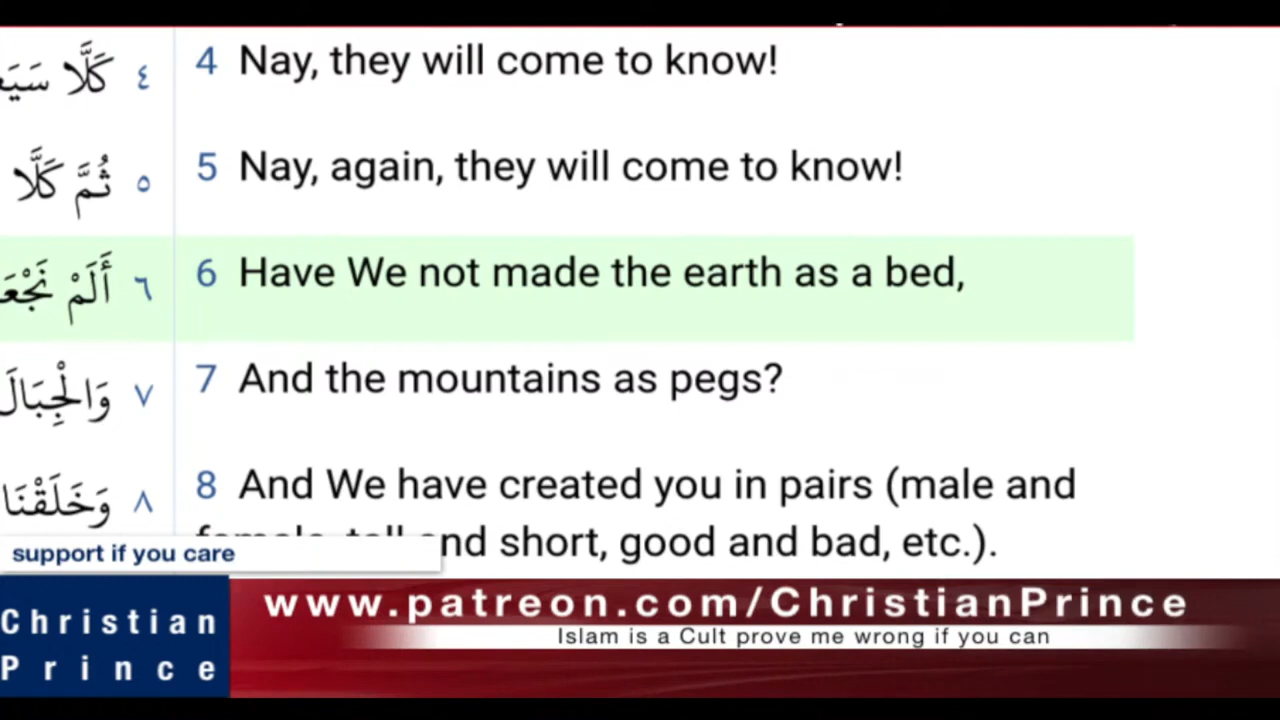 ٤ كَلَّا
4 Nay, they will come to know!
٥ ثُمَّ كَلَّا
5 Nay, again, they will come to know!
٦ أَلَمْ
6 Have We not made the earth as a bed,
٧ وَالْجِبَالَ
7 And the mountains as pegs?
٨
8 And We have created you in pairs (male and
and short, good and bad, etc.).
support if you care
Christian
Prince
www.patreon.com/ChristianPrince
Islam is a Cult prove me wrong if you can